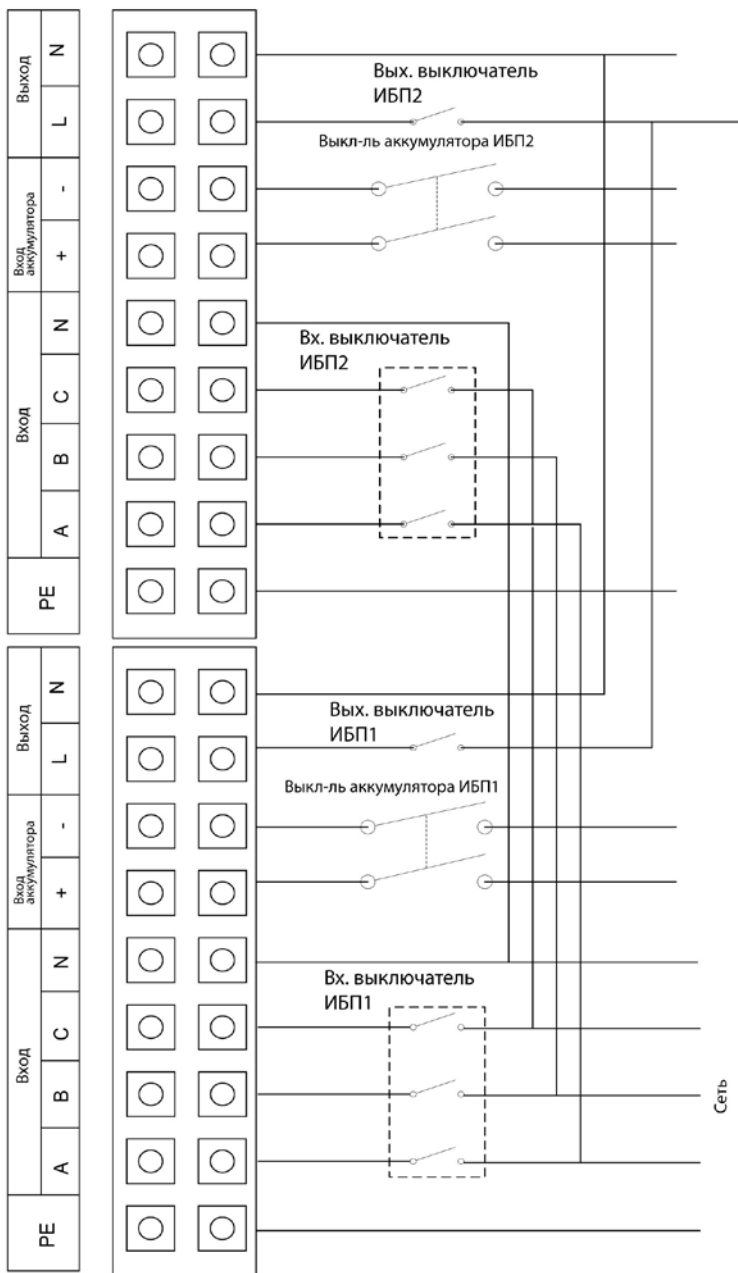 Выход
N
L
Вход
аккумулятора
-
+
Вход
N
C
B
A
PE
Вых. выключатель
ИБП2
Выкл-ль аккумулятора ИБП2
Вх. выключатель
ИБП2
Выход
N
L
Вход
аккумулятора
-
+
Вход
N
C
B
A
PE
Вых. выключатель
ИБП1
Выкл-ль аккумулятора ИБП1
Вх. выключатель
ИБП1
Сеть